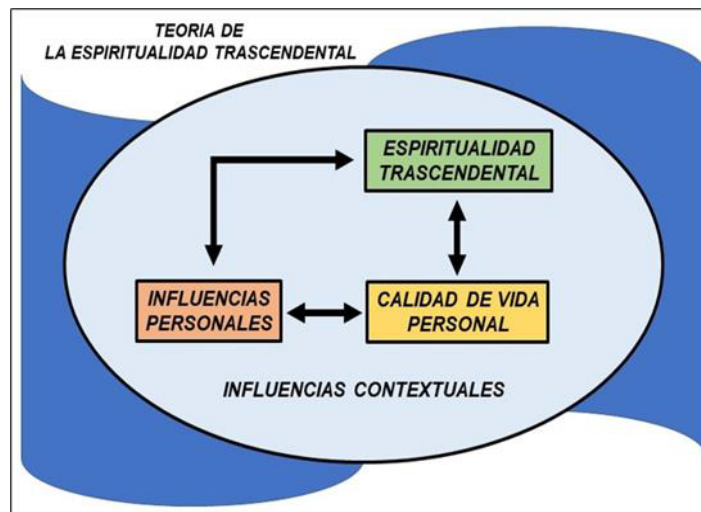 TEORIA DE
LA ESPIRITUALIDAD TRASCENDENTAL
ESPIRITUALIDAD
TRASCENDENTAL
INFLUENCIAS
PERSONALES
CALIDAD DE VIDA
PERSONAL
INFLUENCIAS CONTEXTUALES